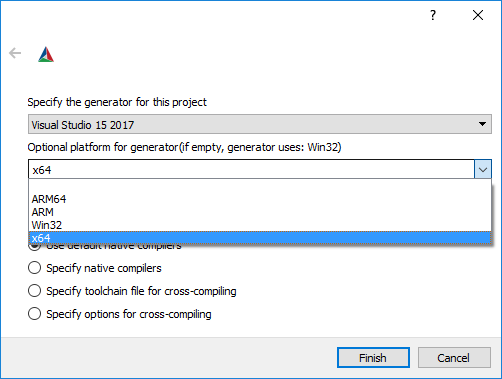 ?
Specify the generator for this project
Visual Studio 15 2017
Optional platform for generator(if empty, generator uses: Win32)
x64
ARM64
ARM
Win32
x64
Use default native compilers
Specify native compilers
Specify toolchain file for cross-compiling
Specify options for cross-compiling
Finish
Cancel